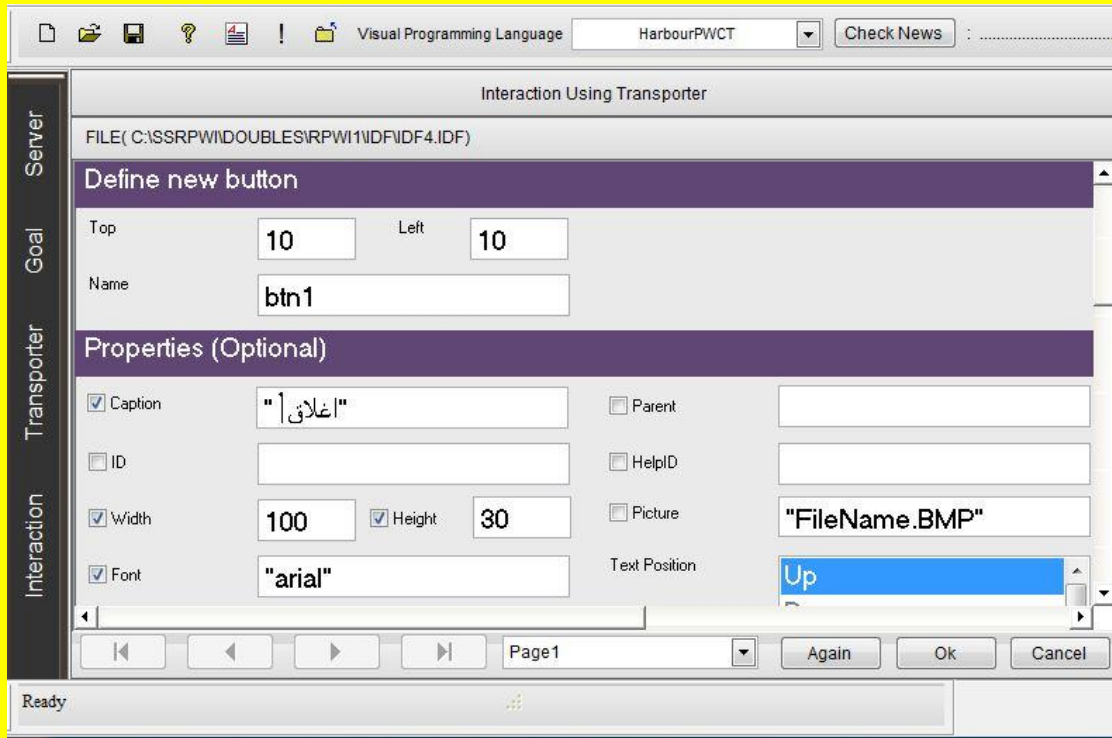 Visual Programming Language HarbourPWCT Check News : ................................
Interaction Using Transporter
FILE( C:\SSRPWI\DOUBLES\RPWI1\IDF\IDF4.IDF)
Server
Goal
Transporter
Interaction
Define new button
Top 10 Left 10
Name btn1
Properties (Optional)
Caption "اغلاق أ" Parent
ID HelpID
Width 100 Height 30 Picture "FileName.BMP"
Font "arial" Text Position Up
Page1 Again Ok Cancel
Ready